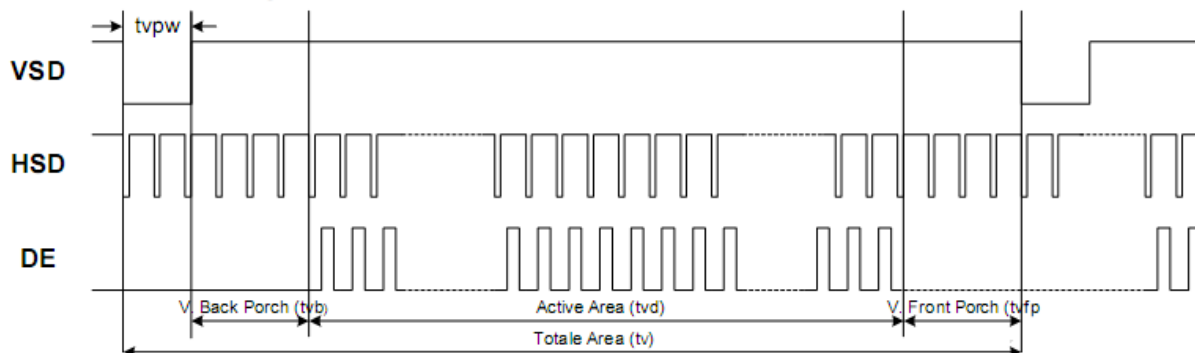 tvpw
VSD
HSD
DE
V. Back Porch (tvb) Active Area (tvd) V. Front Porch (tvfp
Totale Area (tv)